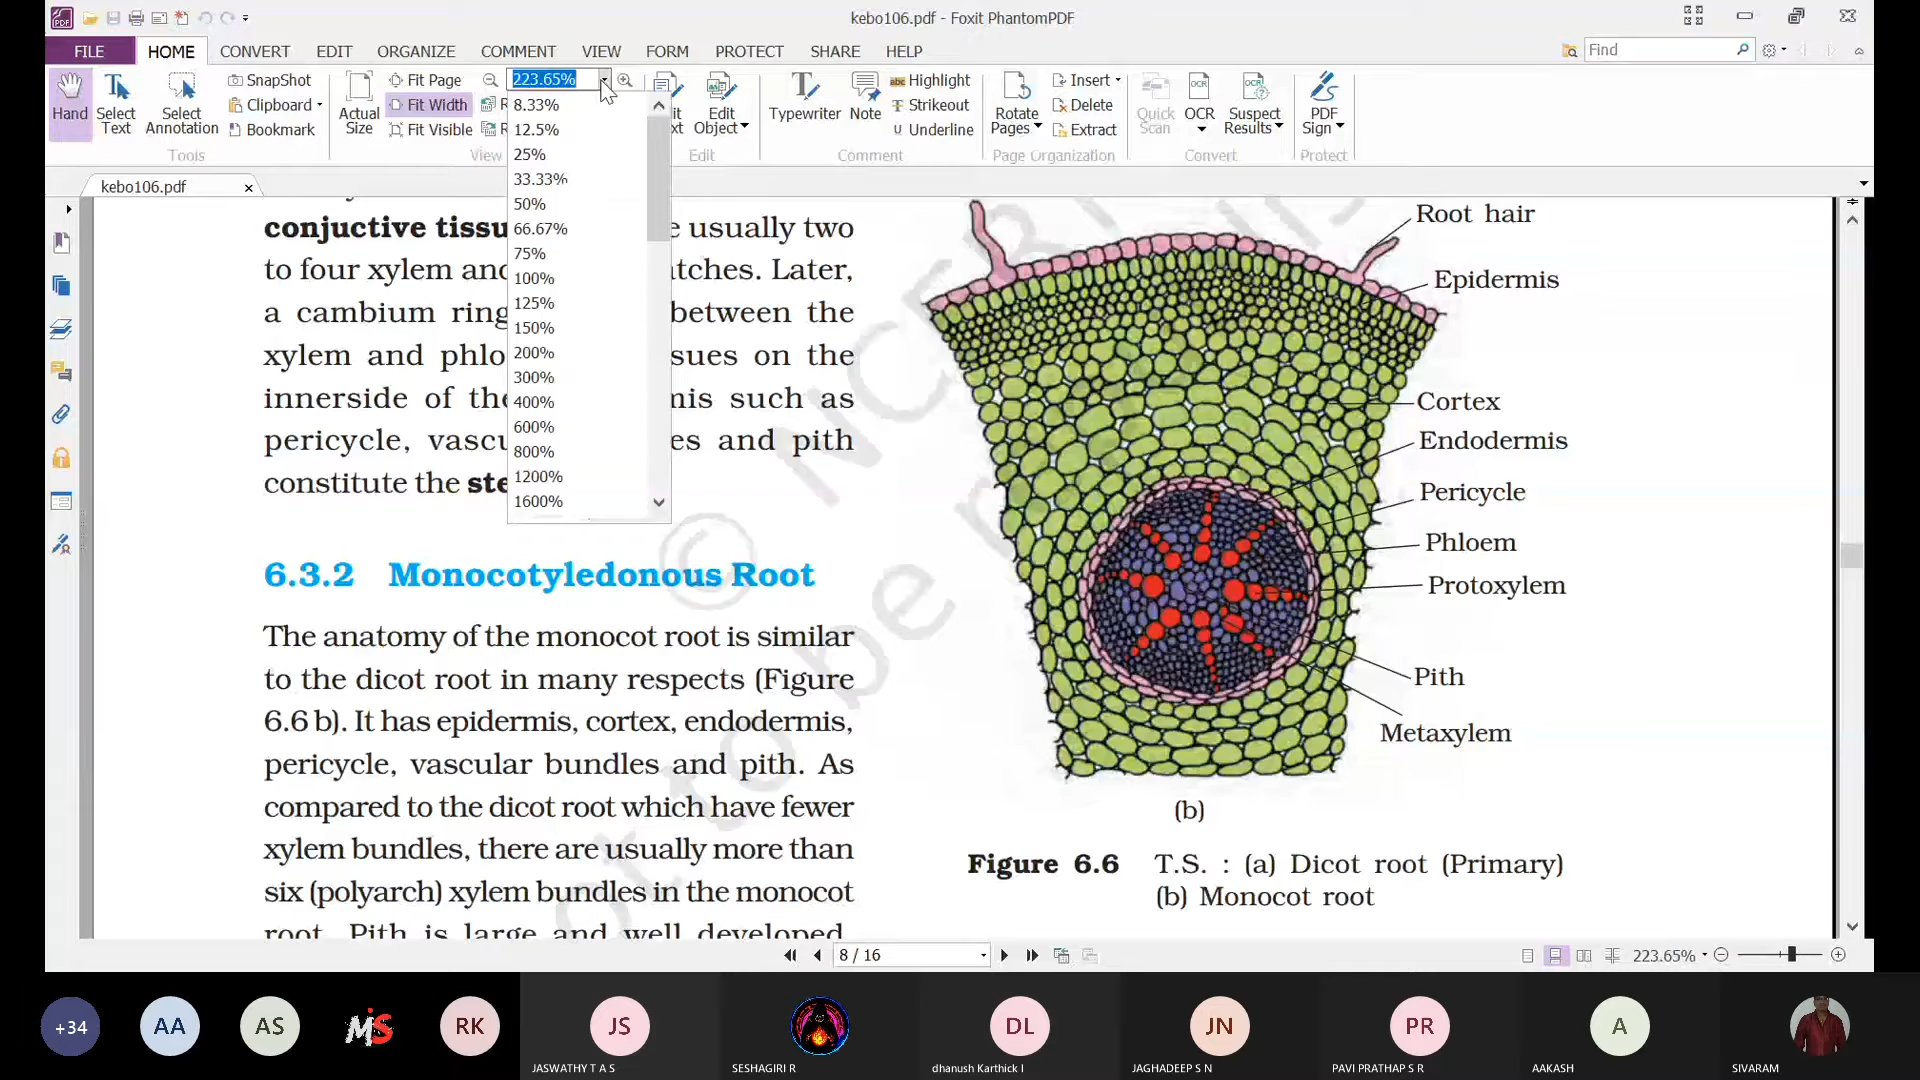 kebo106.pdf - Foxit PhantomPDF
FILE HOME CONVERT EDIT ORGANIZE COMMENT VIEW FORM PROTECT SHARE HELP
Find
Hand
Select Text
Select Annotation
SnapShot
Clipboard
Bookmark
Tools
Actual Size
Fit Page
Fit Width
Fit Visible
View
223.65%
8.33%
12.5%
25%
33.33%
50%
66.67%
75%
100%
125%
150%
200%
300%
400%
600%
800%
1200%
1600%
Edit Object
Edit
Typewriter
Note
Highlight
Strikeout
Underline
Comment
Rotate Pages
Insert
Delete
Extract
Page Organization
Quick Scan
OCR
Suspect Results
Convert
PDF Sign
Protect
kebo106.pdf
conjuctive tissu e usually two
to four xylem and atches. Later,
a cambium ring between the
xylem and phlo sues on the
innerside of the mis such as
pericycle, vascu es and pith
constitute the ste
6.3.2 Monocotyledonous Root
The anatomy of the monocot root is similar
to the dicot root in many respects (Figure
6.6 b). It has epidermis, cortex, endodermis,
pericycle, vascular bundles and pith. As
compared to the dicot root which have fewer
xylem bundles, there are usually more than
six (polyarch) xylem bundles in the monocot
root. Pith is large and well developed.
Root hair
Epidermis
Cortex
Endodermis
Pericycle
Phloem
Protoxylem
Pith
Metaxylem
(b)
Figure 6.6 T.S. : (a) Dicot root (Primary)
(b) Monocot root
8 / 16
223.65%
+34
AA
AS
RK
JS
DL
JN
PR
A
JASWATHY T A S
SESHAGIRI R
dhanush Karthick I
JAGHADEEP S N
PAVI PRATHAP S R
AAKASH
SIVARAM